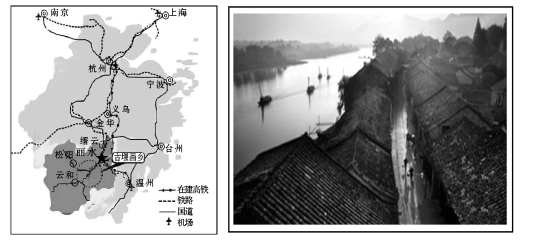 南京
上海
杭州
宁波
义乌
金华
缙云
台州
松阳
丽水
古堰画乡
云和
温州
在建高铁
铁路
国道
机场